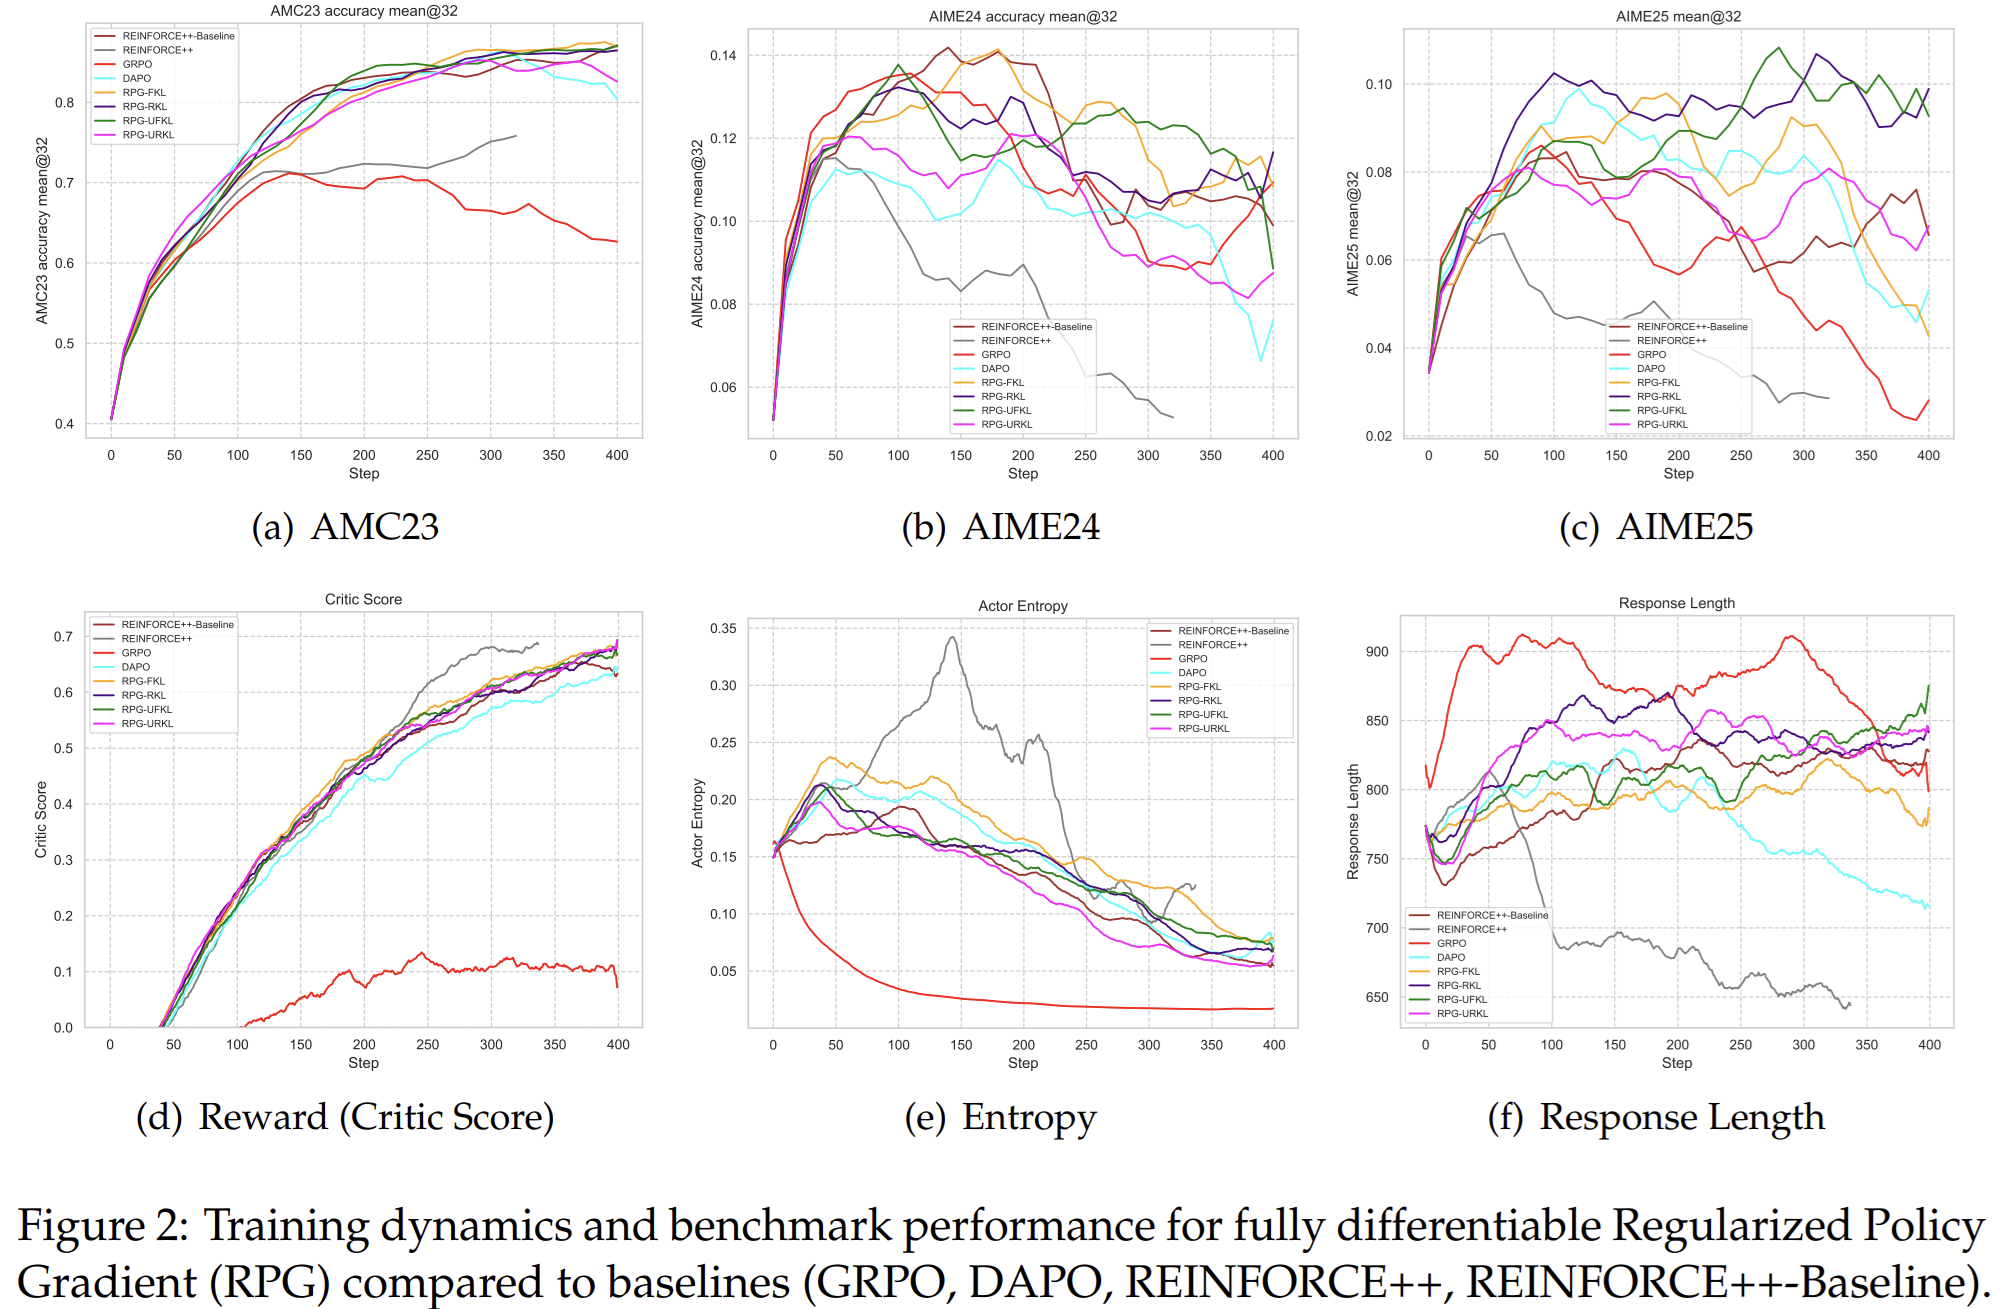 AMC23 accuracy mean@32
REINFORCE++-Baseline
REINFORCE++
GRPO
DAPO
RPG-FKL
RPG-RKL
RPG-UFKL
RPG-URKL
AMC23 accuracy mean@32
0.8
0.7
0.6
0.5
0.4
0 50 100 150 200 250 300 350 400
Step
(a) AMC23
AIME24 accuracy mean@32
AIME24 accuracy mean@32
0.14
0.12
0.10
0.08
0.06
REINFORCE++-Baseline
REINFORCE++
GRPO
DAPO
RPG-FKL
RPG-RKL
RPG-UFKL
RPG-URKL
0 50 100 150 200 250 300 350 400
Step
(b) AIME24
AIME25 mean@32
AIME25 mean@32
0.10
0.08
0.06
0.04
0.02
REINFORCE++-Baseline
REINFORCE++
GRPO
DAPO
RPG-FKL
RPG-RKL
RPG-UFKL
RPG-URKL
0 50 100 150 200 250 300 350 400
Step
(c) AIME25
Critic Score
REINFORCE++-Baseline
REINFORCE++
GRPO
DAPO
RPG-FKL
RPG-RKL
RPG-UFKL
RPG-URKL
Critic Score
0.7
0.6
0.5
0.4
0.3
0.2
0.1
0.0
0 50 100 150 200 250 300 350 400
Step
(d) Reward (Critic Score)
Actor Entropy
REINFORCE++-Baseline
REINFORCE++
GRPO
DAPO
RPG-FKL
RPG-RKL
RPG-UFKL
RPG-URKL
Actor Entropy
0.35
0.30
0.25
0.20
0.15
0.10
0.05
0 50 100 150 200 250 300 350 400
Step
(e) Entropy
Response Length
Response Length
900
850
800
750
700
650
REINFORCE++-Baseline
REINFORCE++
GRPO
DAPO
RPG-FKL
RPG-RKL
RPG-UFKL
RPG-URKL
0 50 100 150 200 250 300 350 400
Step
(f) Response Length
Figure 2: Training dynamics and benchmark performance for fully differentiable Regularized Policy
Gradient (RPG) compared to baselines (GRPO, DAPO, REINFORCE++, REINFORCE++-Baseline).